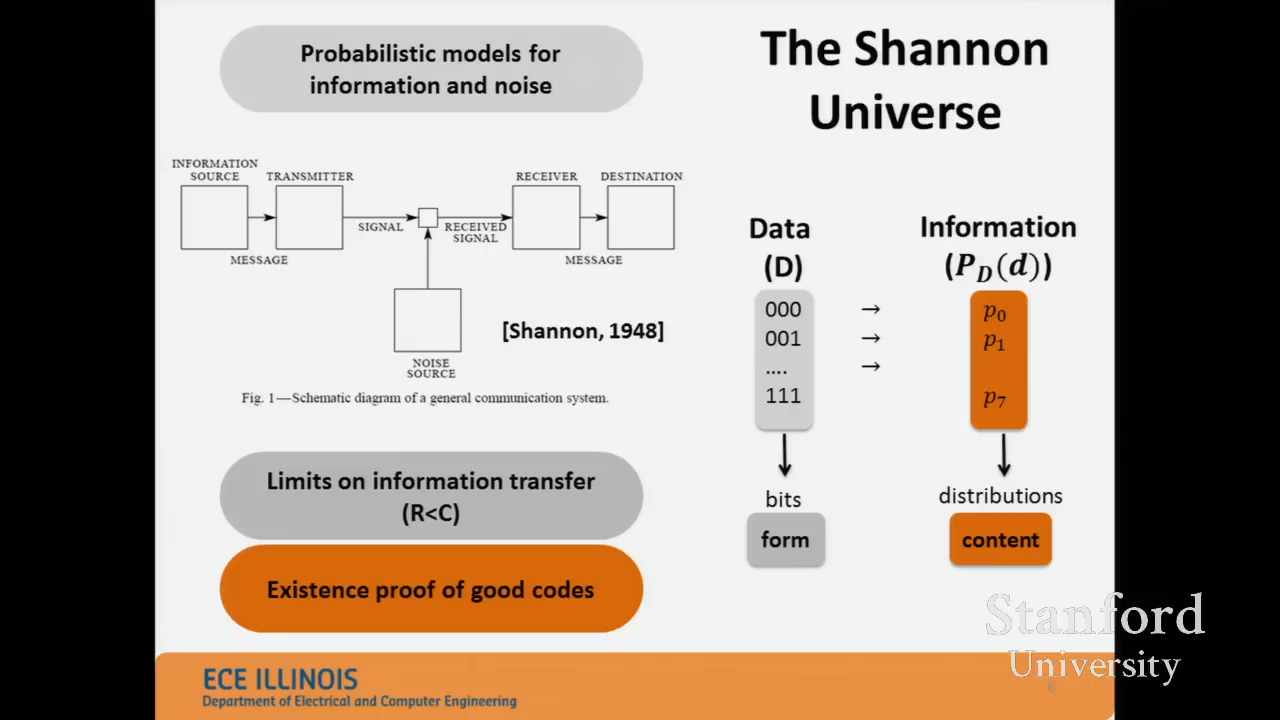 Probabilistic models for
information and noise
The Shannon
Universe
INFORMATION
SOURCE
TRANSMITTER
RECEIVER
DESTINATION
SIGNAL
RECEIVED
SIGNAL
MESSAGE
MESSAGE
NOISE
SOURCE
[Shannon, 1948]
Fig. 1—Schematic diagram of a general communication system.
Limits on information transfer
(R<C)
Existence proof of good codes
Data
(D)
Information
(P_D(d))
000 → p_0
001 → p_1
.... →
111 p_7
bits
form
distributions
content
Stanford
University
ECE ILLINOIS
Department of Electrical and Computer Engineering
6